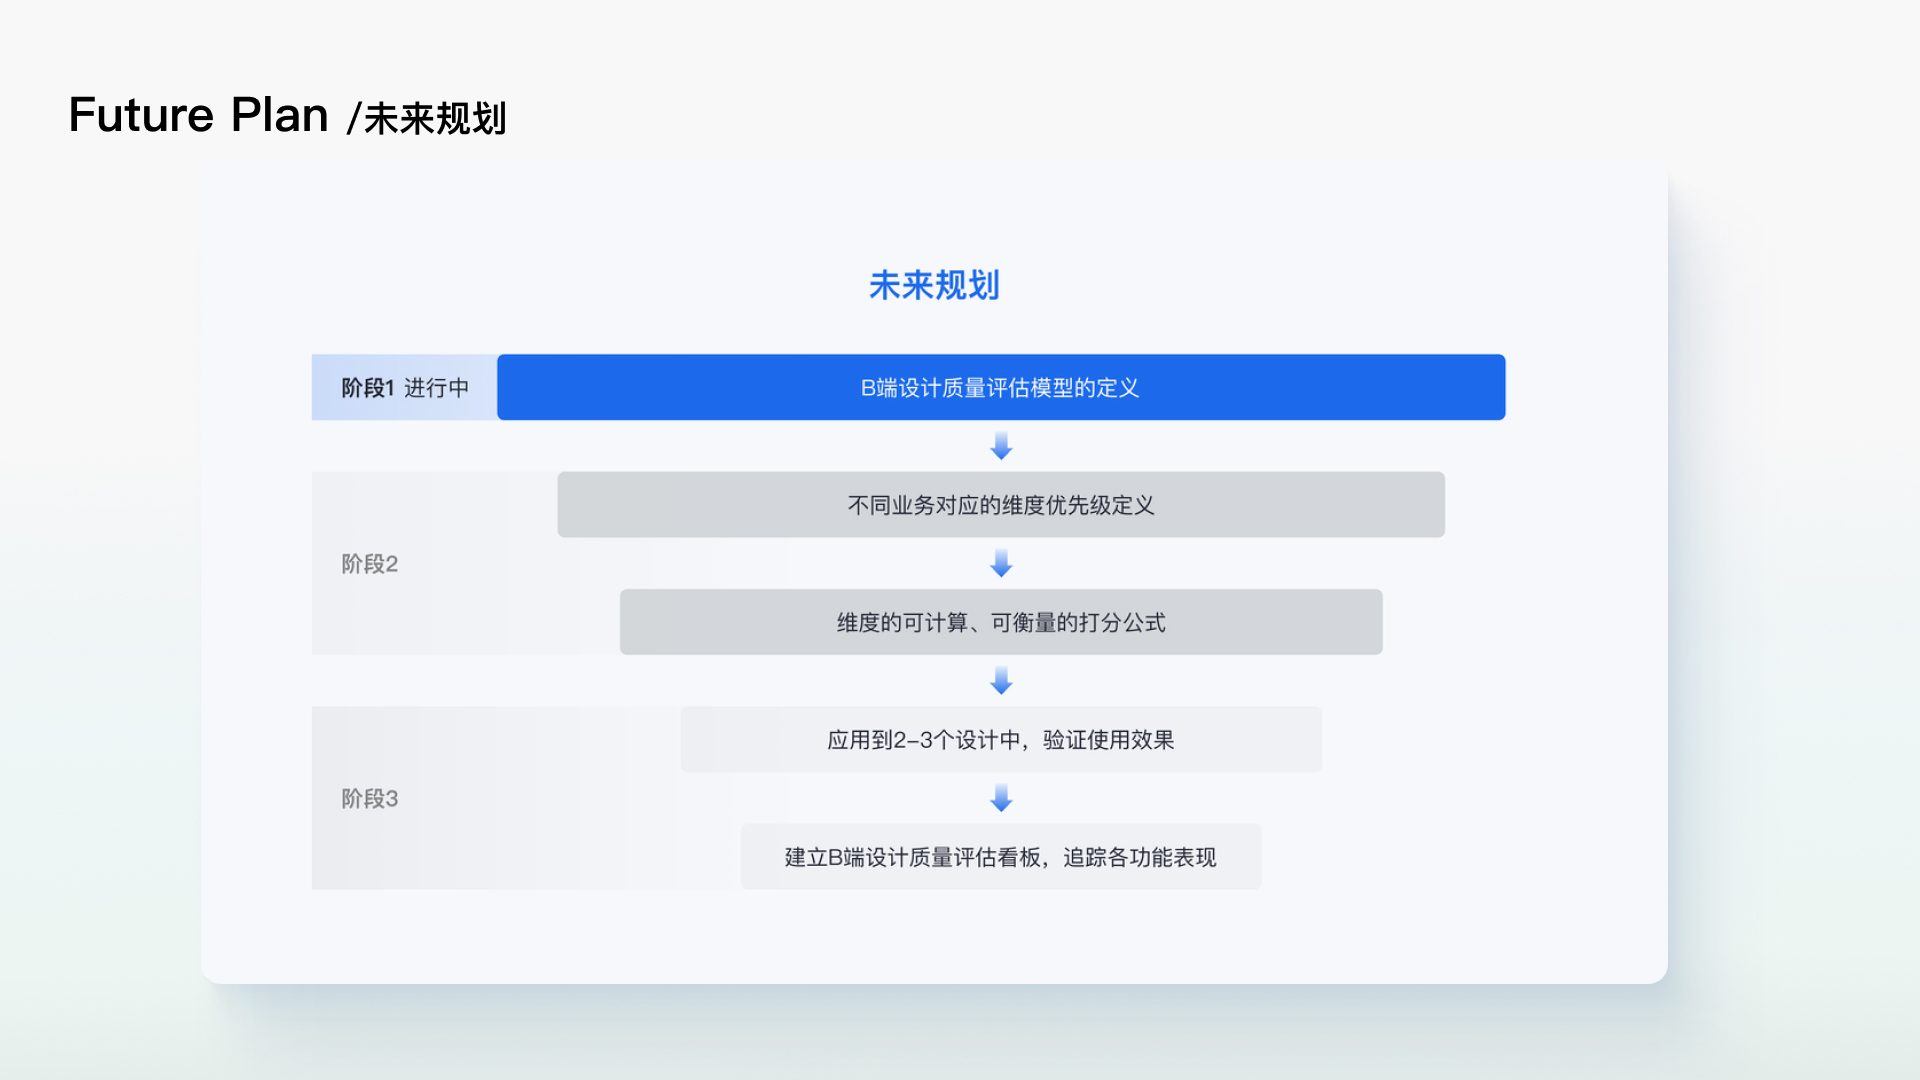 Future Plan /未来规划
未来规划
阶段1 进行中
B端设计质量评估模型的定义
不同业务对应的维度优先级定义
阶段2
维度的可计算、可衡量的打分公式
应用到2–3个设计中，验证使用效果
阶段3
建立B端设计质量评估看板，追踪各功能表现